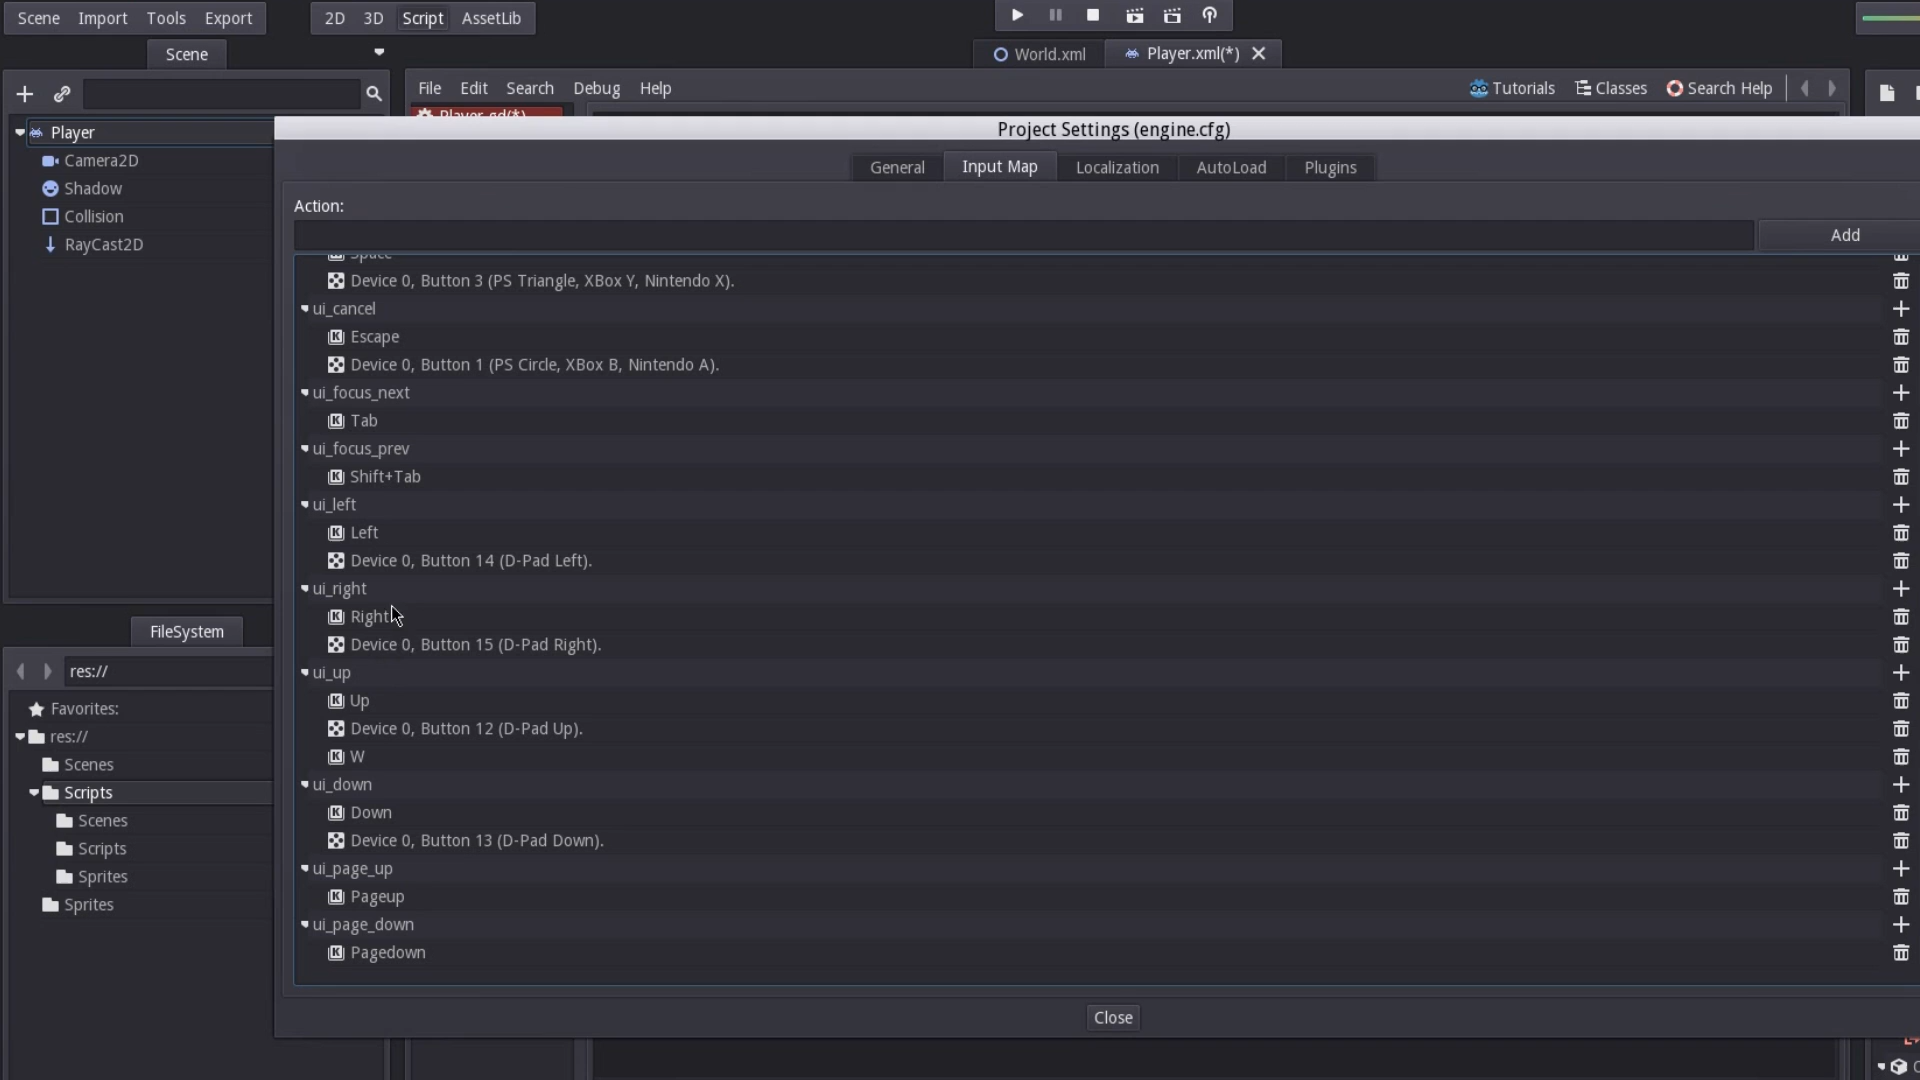 Scene Import Tools Export 2D 3D Script AssetLib
Scene
World.xml Player.xml(*)
File Edit Search Debug Help Tutorials Classes Search Help
Player.gd(*)
Player
Camera2D
Shadow
Collision
RayCast2D
Project Settings (engine.cfg)
General Input Map Localization AutoLoad Plugins
Action:
Add
Space
Device 0, Button 3 (PS Triangle, XBox Y, Nintendo X).
ui_cancel
Escape
Device 0, Button 1 (PS Circle, XBox B, Nintendo A).
ui_focus_next
Tab
ui_focus_prev
Shift+Tab
ui_left
Left
Device 0, Button 14 (D-Pad Left).
ui_right
Right
Device 0, Button 15 (D-Pad Right).
ui_up
Up
Device 0, Button 12 (D-Pad Up).
W
ui_down
Down
Device 0, Button 13 (D-Pad Down).
ui_page_up
Pageup
ui_page_down
Pagedown
Close
FileSystem
res://
Favorites:
res://
Scenes
Scripts
Scenes
Scripts
Sprites
Sprites